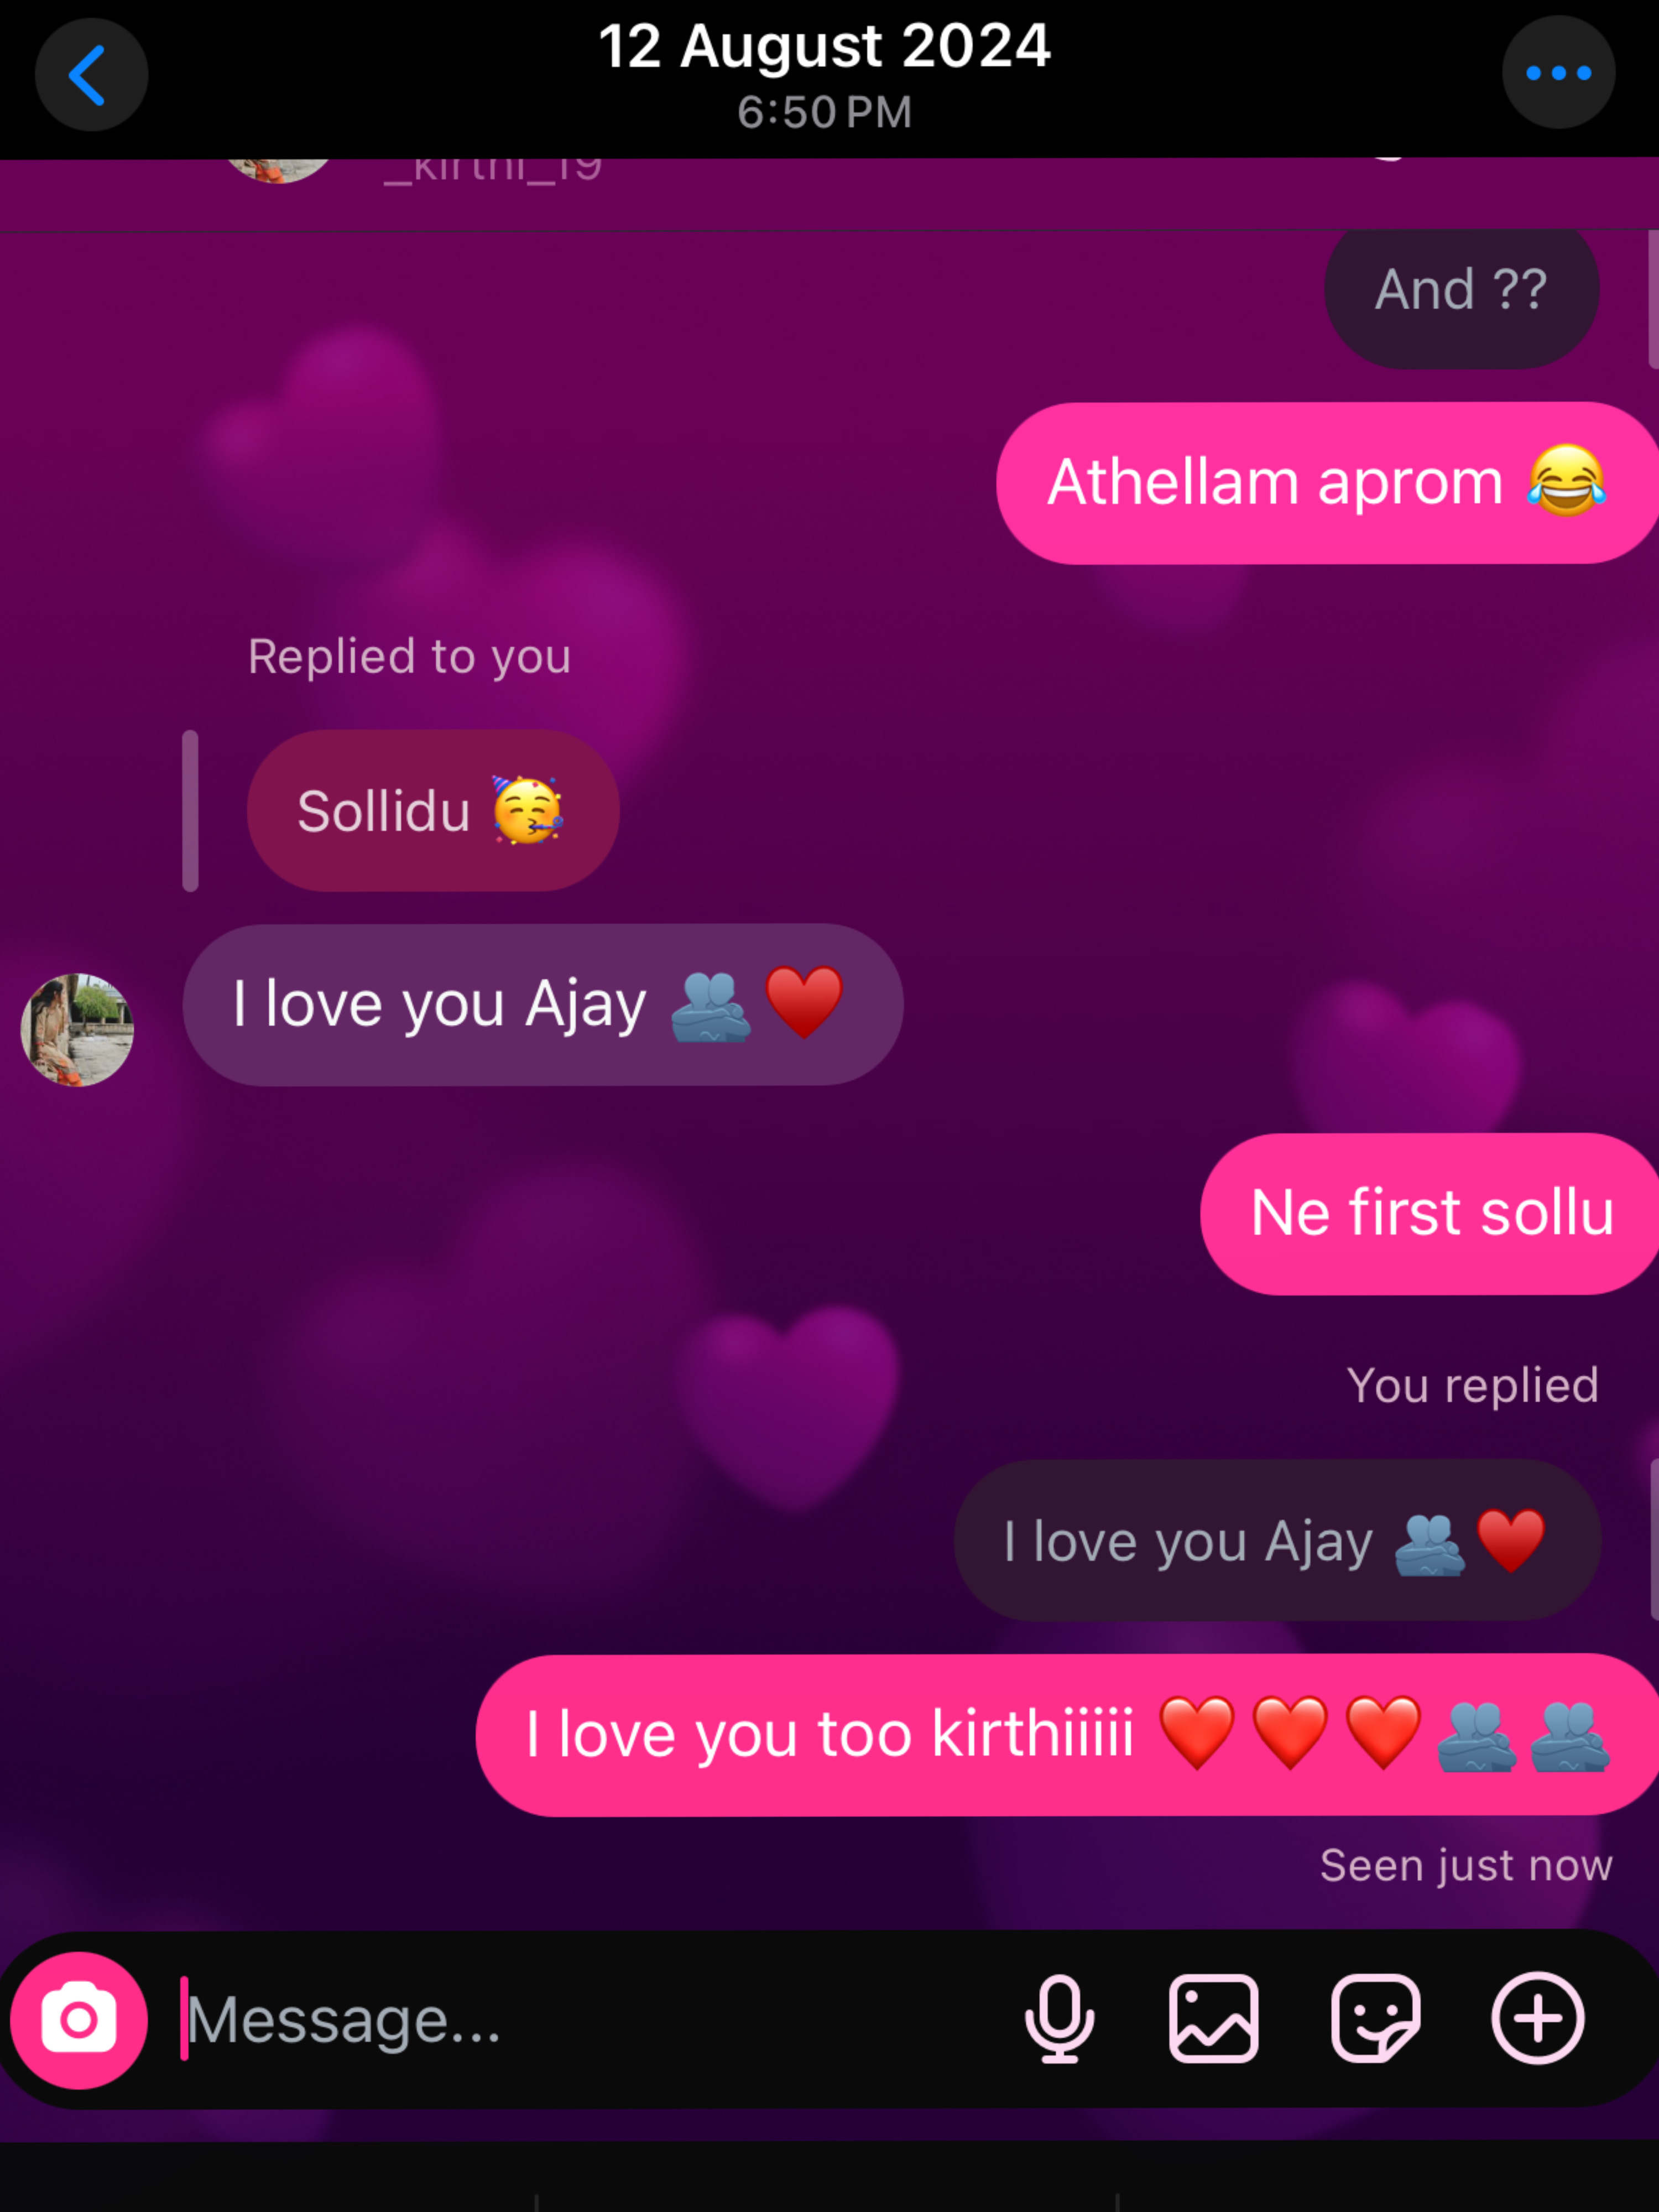 12 August 2024
6:50 PM
_kirthi_19
And ??
Athellam aprom 😂
Replied to you
Sollidu 🥳
I love you Ajay 🫂♥️
Ne first sollu
You replied
I love you Ajay 🫂♥️
I love you too kirthiiiiii ❤️❤️❤️🫂🫂
Seen just now
Message...